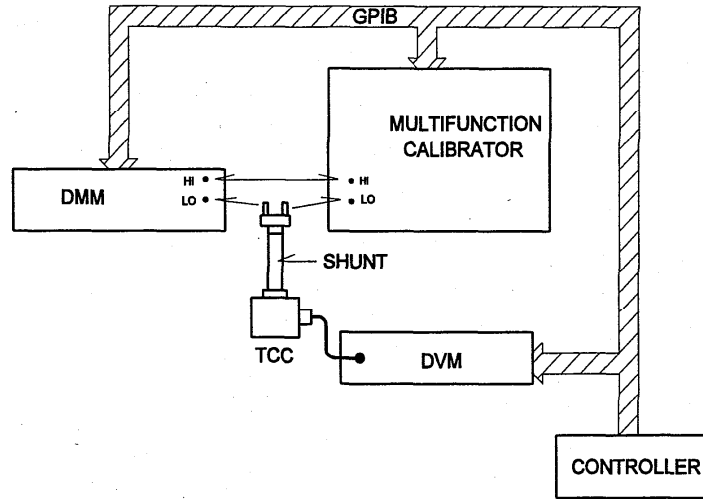 GPIB
MULTIFUNCTION
CALIBRATOR
HI
LO
DMM
HI
LO
SHUNT
TCC
DVM
CONTROLLER